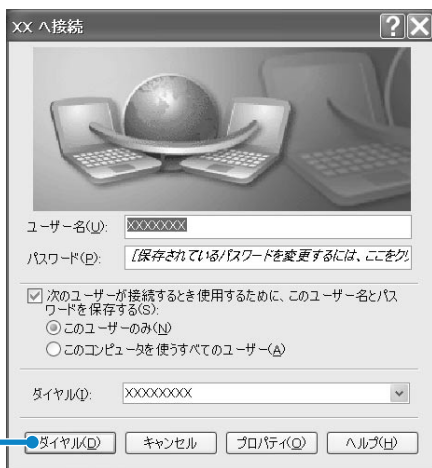 XX へ接続
ユーザー名(U): XXXXXXX
パスワード(P): [保存されているパスワードを変更するには、ここをクリ
次のユーザーが接続するとき使用するために、このユーザー名とパス
ワードを保存する(S):
このユーザーのみ(N)
このコンピュータを使うすべてのユーザー(A)
ダイヤル(I): XXXXXXXX
ダイヤル(D) キャンセル プロパティ(O) ヘルプ(H)